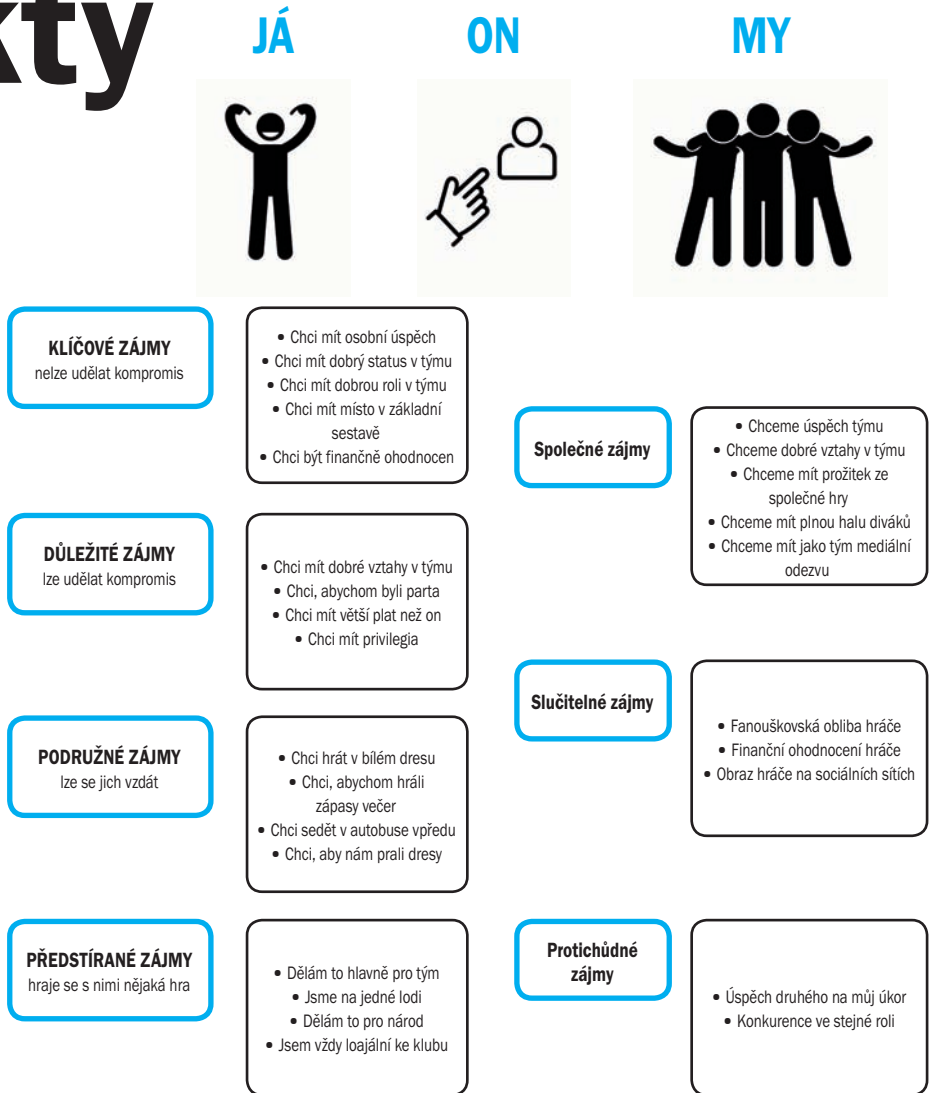 kty
JÁ
ON
MY
KLÍČOVÉ ZÁJMY
nelze udělat kompromis
• Chci mít osobní úspěch
• Chci mít dobrý status v týmu
• Chci mít dobrou roli v týmu
• Chci mít místo v základní
sestavě
• Chci být finančně ohodnocen
DŮLEŽITÉ ZÁJMY
lze udělat kompromis
• Chci mít dobré vztahy v týmu
• Chci, abychom byli parta
• Chci mít větší plat než on
• Chci mít privilegia
PODRUŽNÉ ZÁJMY
lze se jich vzdát
• Chci hrát v bílém dresu
• Chci, abychom hráli
zápasy večer
• Chci sedět v autobuse vpředu
• Chci, aby nám prali dresy
PŘEDSTÍRANÉ ZÁJMY
hraje se s nimi nějaká hra
• Dělám to hlavně pro tým
• Jsme na jedné lodi
• Dělám to pro národ
• Jsem vždy loajální ke klubu
Společné zájmy
• Chceme úspěch týmu
• Chceme dobré vztahy v týmu
• Chceme mít prožitek ze
společné hry
• Chceme mít plnou halu diváků
• Chceme mít jako tým mediální
odezvu
Slučitelné zájmy
• Fanouškovská obliba hráče
• Finanční ohodnocení hráče
• Obraz hráče na sociálních sítích
Protichůdné
zájmy
• Úspěch druhého na můj úkor
• Konkurence ve stejné roli